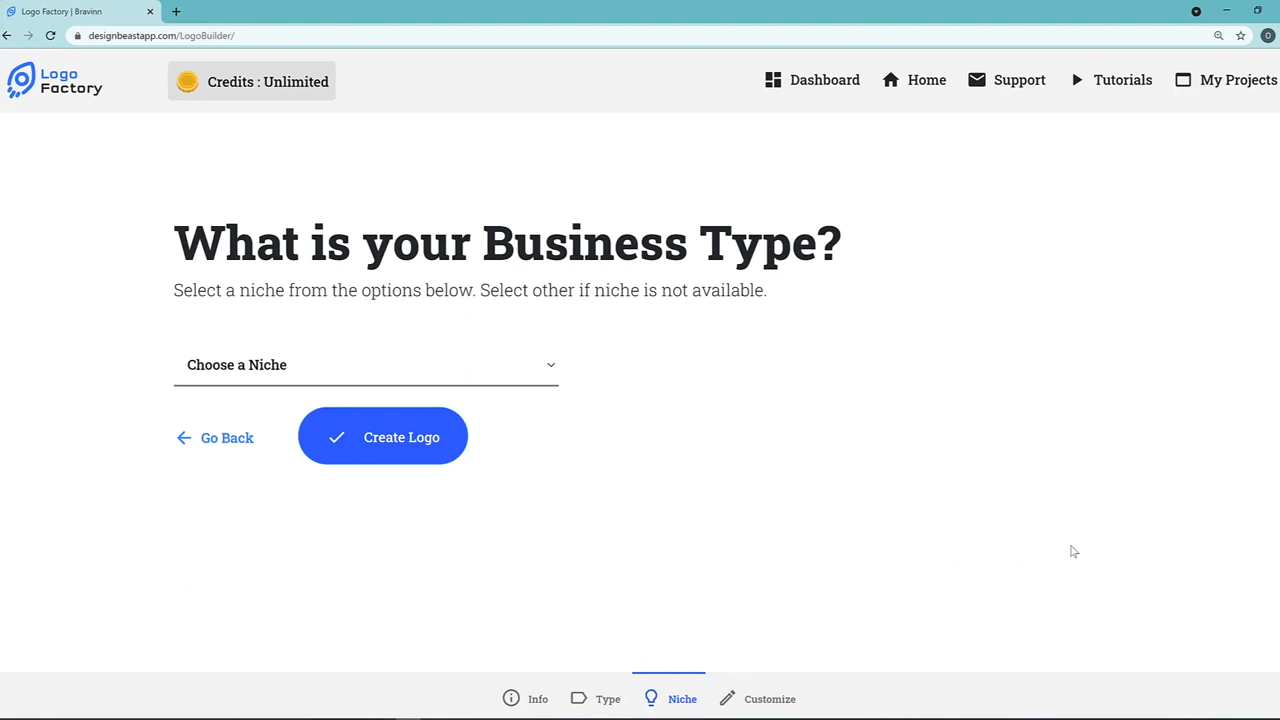 Logo Factory | Bravinn
designbeastapp.com/LogoBuilder/
O
Logo
Factory
Credits : Unlimited
Dashboard
Home
Support
Tutorials
My Projects
What is your Business Type?
Select a niche from the options below. Select other if niche is not available.
Choose a Niche
Go Back
Create Logo
Info
Type
Niche
Customize